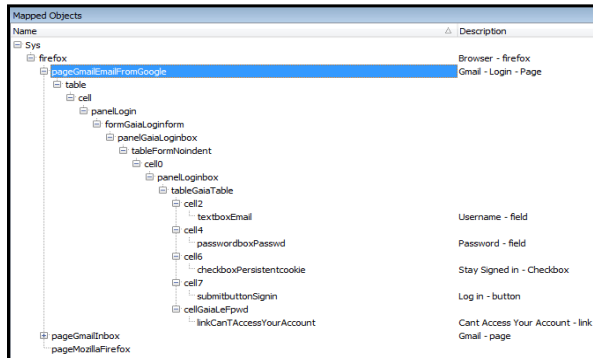 Mapped Objects
Name Description
Sys
firefox Browser - firefox
pageGmailEmailFromGoogle Gmail - Login - Page
table
cell
panelLogin
formGaiaLoginform
panelGaiaLoginbox
tableFormNoindent
cell0
panelLoginbox
tableGaiaTable
cell2
textboxEmail Username - field
cell4
passwordboxPasswd Password - field
cell6
checkboxPersistentcookie Stay Signed in - Checkbox
cell7
submitbuttonSignin Log in - button
cellGaiaLeFpwd
linkCanTAccessYourAccount Cant Access Your Account - link
pageGmailInbox Gmail - page
pageMozillaFirefox